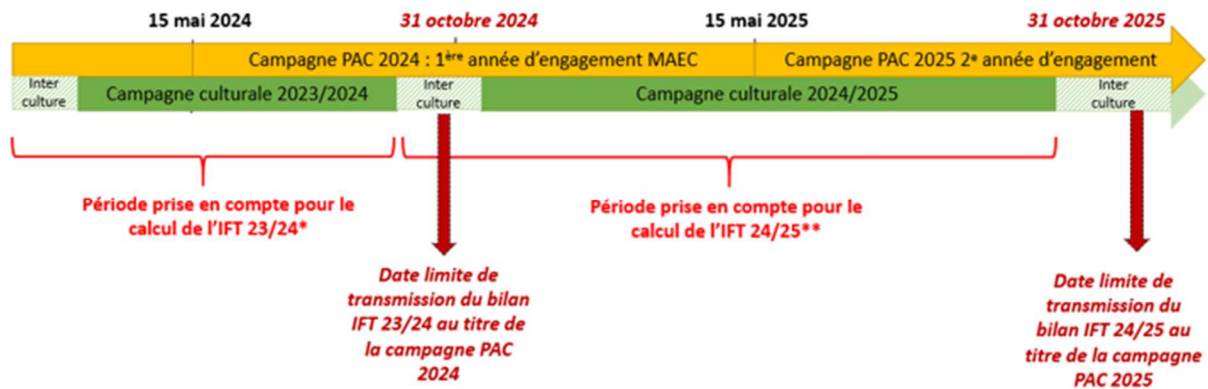 15 mai 2024
31 octobre 2024
15 mai 2025
31 octobre 2025
Campagne PAC 2024 : 1ère année d'engagement MAEC
Campagne PAC 2025 2e année d'engagement
Inter
culture
Campagne culturale 2023/2024
Inter
culture
Campagne culturale 2024/2025
Inter
culture
Période prise en compte pour le
calcul de l'IFT 23/24*
Période prise en compte pour le
calcul de l'IFT 24/25**
Date limite de
transmission du bilan
IFT 23/24 au titre de
la campagne PAC
2024
Date limite de
transmission du
bilan IFT 24/25 au
titre de la campagne
PAC 2025